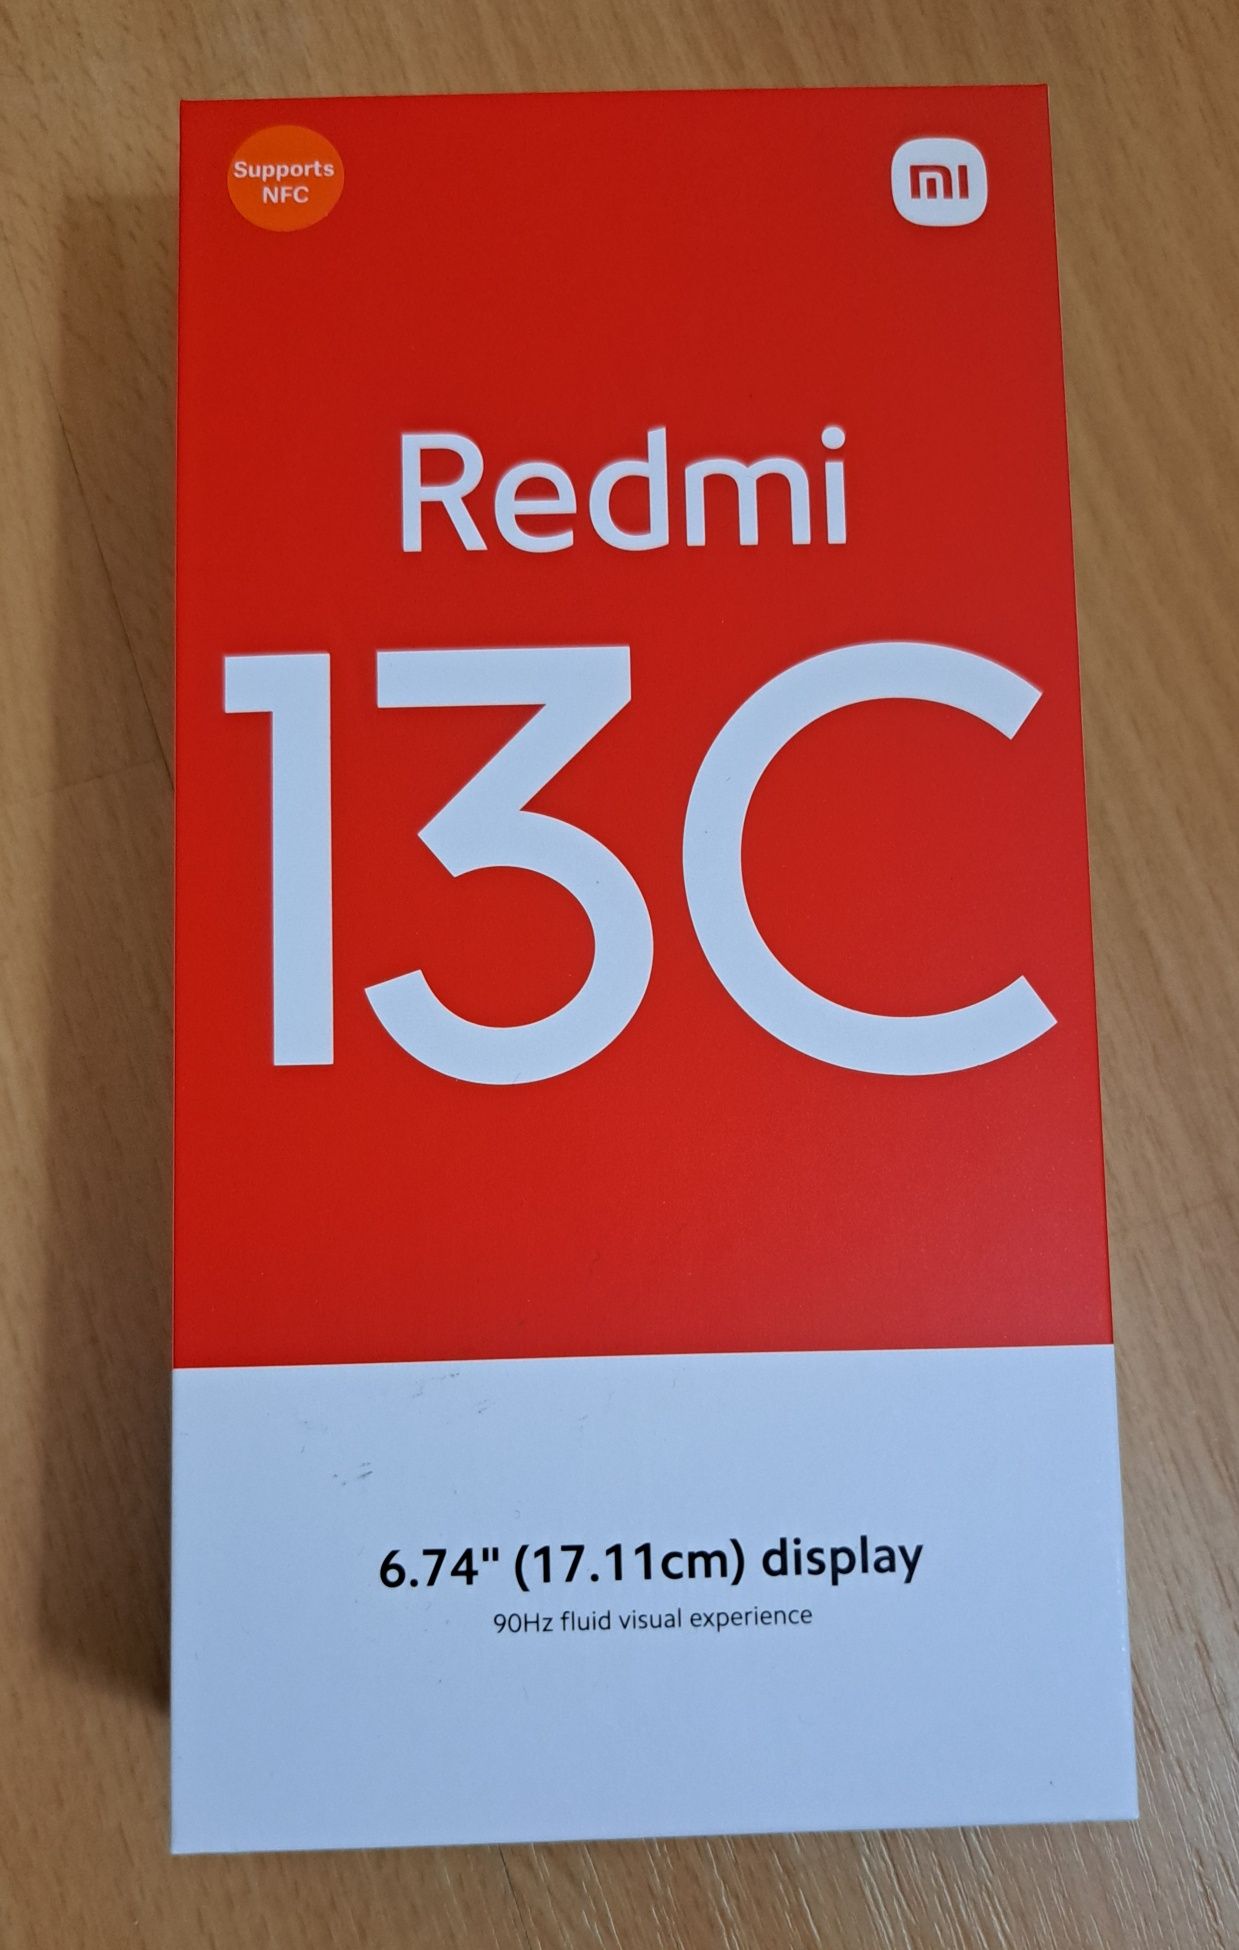 Supports
NFC
mi
Redmi
13C
6.74" (17.11cm) display
90Hz fluid visual experience